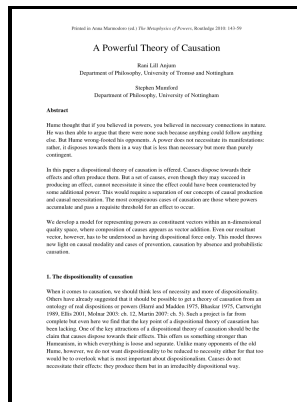 Printed in Anna Marmodoro (ed.) The Metaphysics of Powers, Routledge 2010: 143-59
A Powerful Theory of Causation
Rani Lill Anjum
Department of Philosophy, University of Tromsø and Nottingham
Stephen Mumford
Department of Philosophy, University of Nottingham
Abstract
Hume thought that if you believed in powers, you believed in necessary connections in nature.
He was then able to argue that there were none such because anything could follow anything
else. But Hume wrong-footed his opponents. A power does not necessitate its manifestations:
rather, it disposes towards them in a way that is less than necessary but more than purely
contingent.
In this paper a dispositional theory of causation is offered. Causes dispose towards their
effects and often produce them. But a set of causes, even though they may succeed in
producing an effect, cannot necessitate it since the effect could have been counteracted by
some additional power. This would require a separation of our concepts of causal production
and causal necessitation. The most conspicuous cases of causation are those where powers
accumulate and pass a requisite threshold for an effect to occur.
We develop a model for representing powers as constituent vectors within an n-dimensional
quality space, where composition of causes appears as vector addition. Even our resultant
vector, however, has to be understood as having dispositional force only. This model throws
new light on causal modality and cases of prevention, causation by absence and probabilistic
causation.
1. The dispositionality of causation
When it comes to causation, we should think less of necessity and more of dispositionality.
Others have already suggested that it should be possible to get a theory of causation from an
ontology of real dispositions or powers (Harré and Madden 1975, Bhaskar 1975, Cartwright
1989, Ellis 2001, Molnar 2003: ch. 12, Martin 2007: ch. 5). Such a project is far from
complete but even here we find that the key point of a dispositional theory of causation has
been lacking. One of the key attractions of a dispositional theory of causation should be the
claim that causes dispose towards their effects. This offers us something stronger than
Humeanism, in which everything is loose and separate. Unlike many opponents of the old
Hume, however, we do not want dispositionality to be reduced to necessity either for that too
would be to overlook what is most important about dispositionalism. Causes do not
necessitate their effects: they produce them but in an irreducibly dispositional way.